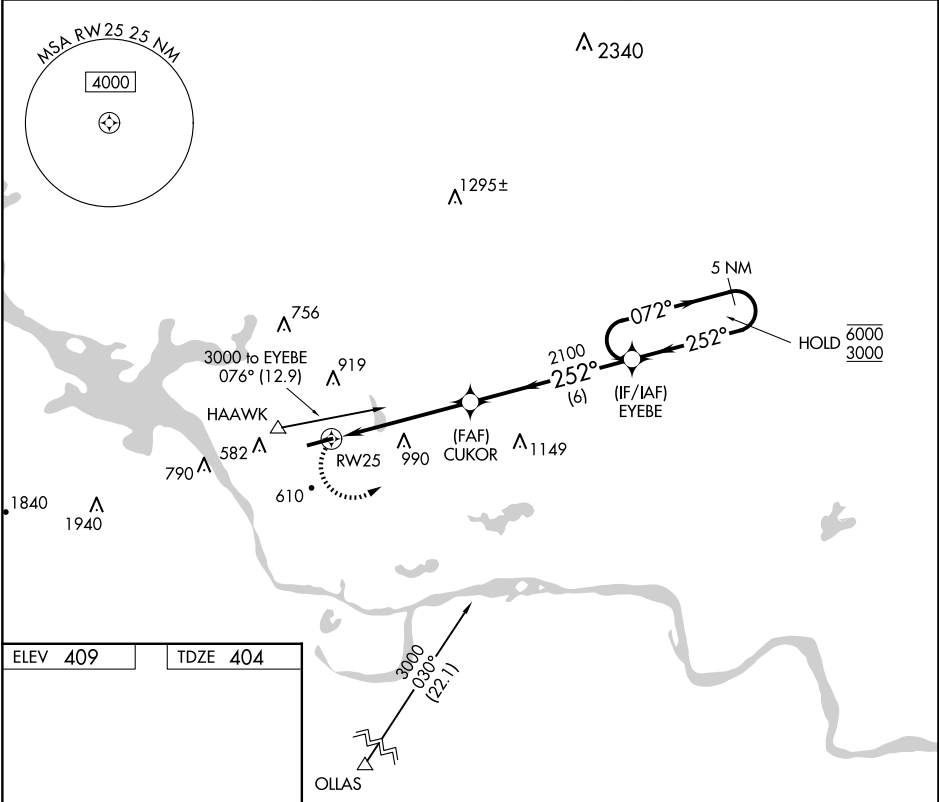 MSA RW25 25 NM
4000
2340
1295±
5 NM
072°
252°
HOLD 6000
3000
756
3000 to EYEBE
076° (12.9)
919
2100
252°
(6)
(IF/IAF)
EYEBE
HAAWK
582
RW25
990
(FAF)
CUKOR
1149
790
610
1840
1940
ELEV 409
TDZE 404
3000
030°
(22.1)
OLLAS